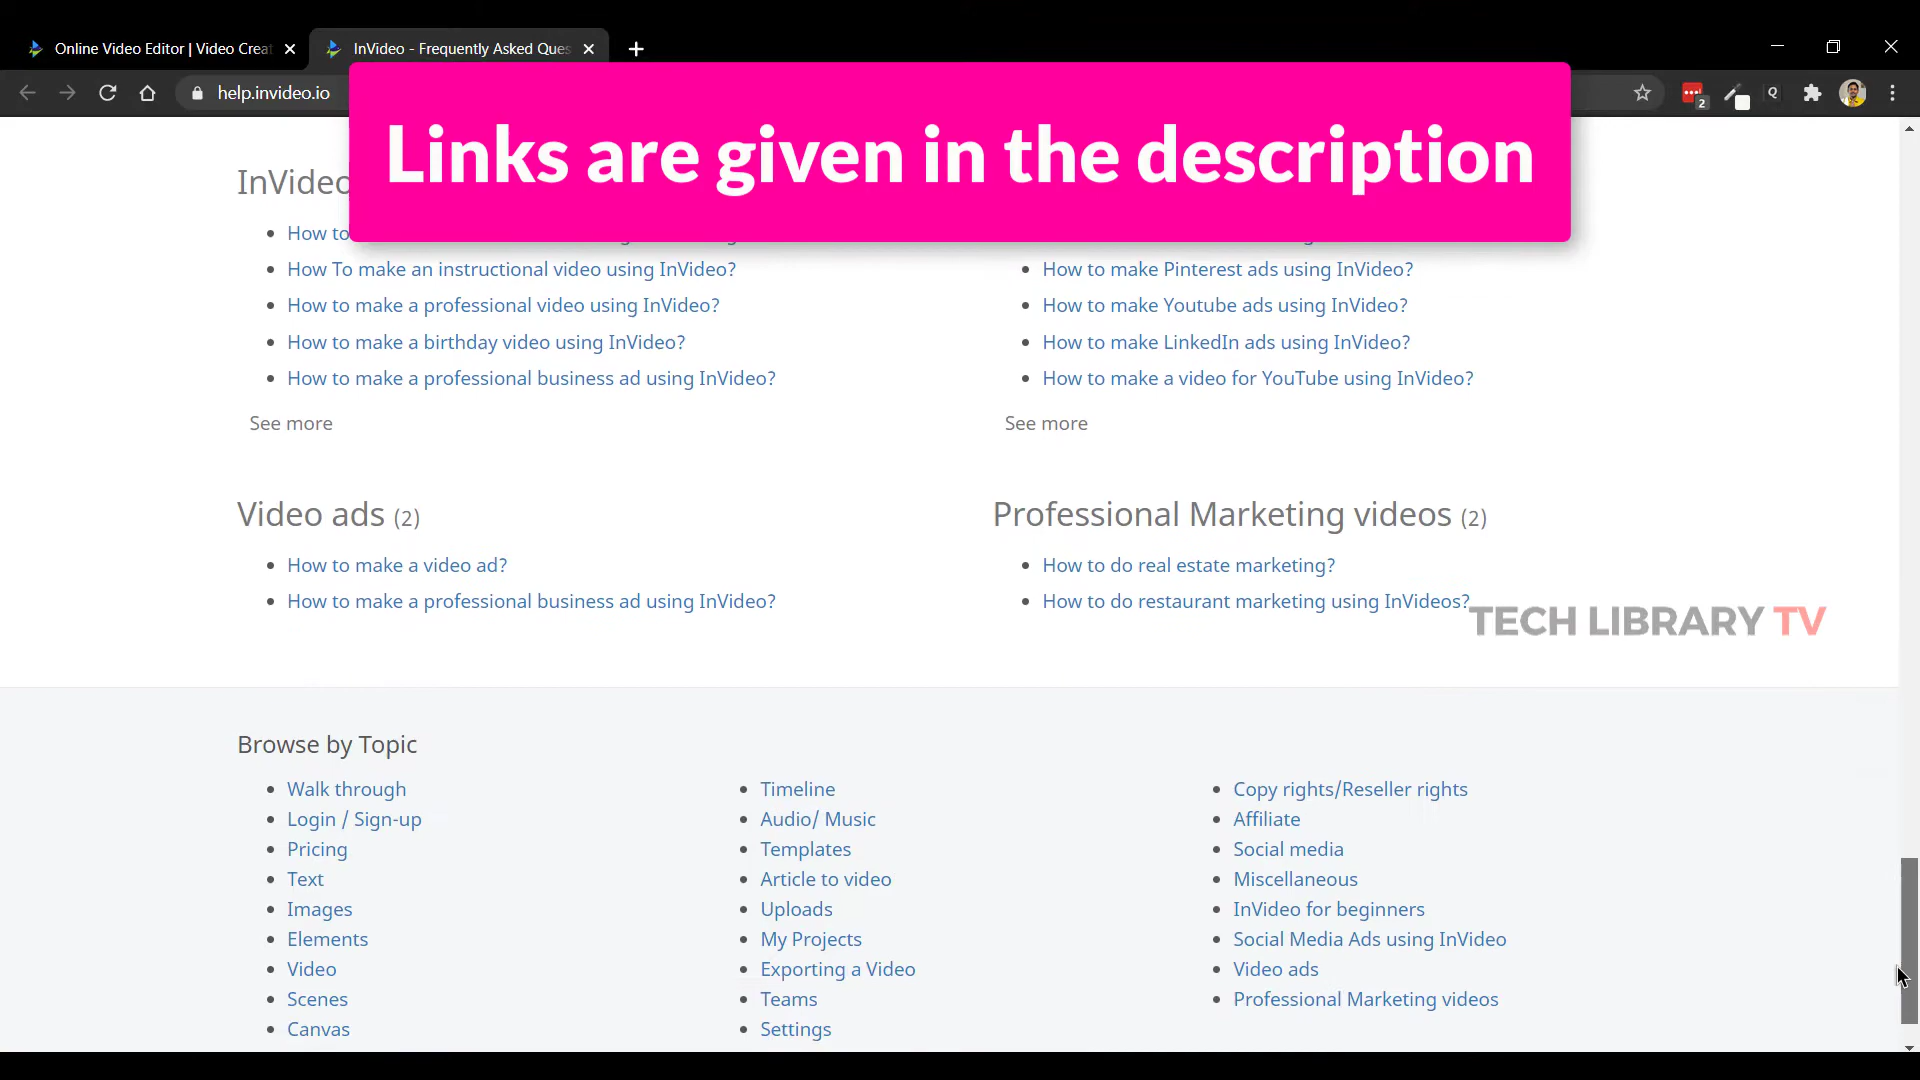 Online Video Editor | Video Crea
InVideo - Frequently Asked Ques
help.invideo.io
2
Q
Links are given in the description
InVideo
How to
How To make an instructional video using InVideo?
How to make a professional video using InVideo?
How to make a birthday video using InVideo?
How to make a professional business ad using InVideo?
See more
How to make Pinterest ads using InVideo?
How to make Youtube ads using InVideo?
How to make LinkedIn ads using InVideo?
How to make a video for YouTube using InVideo?
See more
Video ads (2)
How to make a video ad?
How to make a professional business ad using InVideo?
Professional Marketing videos (2)
How to do real estate marketing?
How to do restaurant marketing using InVideos?
TECH LIBRARY TV
Browse by Topic
Walk through
Login / Sign-up
Pricing
Text
Images
Elements
Video
Scenes
Canvas
Timeline
Audio/ Music
Templates
Article to video
Uploads
My Projects
Exporting a Video
Teams
Settings
Copy rights/Reseller rights
Affiliate
Social media
Miscellaneous
InVideo for beginners
Social Media Ads using InVideo
Video ads
Professional Marketing videos